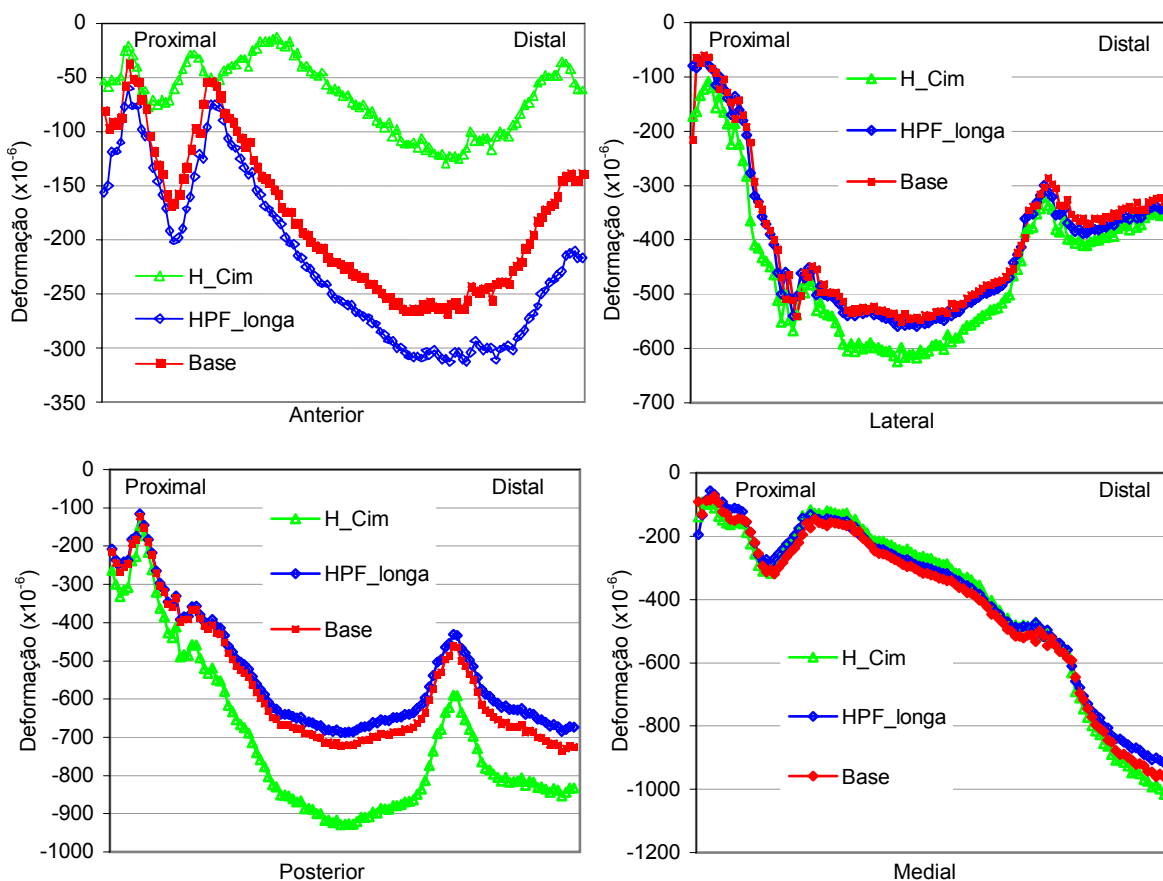 0
-50
-100
-150
-200
-250
-300
-350
Deformação (x10-6)
Proximal
Distal
H_Cim
HPF_longa
Base
Anterior
0
-100
-200
-300
-400
-500
-600
-700
Deformação (x10-6)
Proximal
Distal
H_Cim
HPF_longa
Base
Lateral
0
-100
-200
-300
-400
-500
-600
-700
-800
-900
-1000
Deformação (x10-6)
Proximal
Distal
H_Cim
HPF_longa
Base
Posterior
0
-200
-400
-600
-800
-1000
-1200
Deformação (x10-6)
Proximal
Distal
H_Cim
HPF_longa
Base
Medial